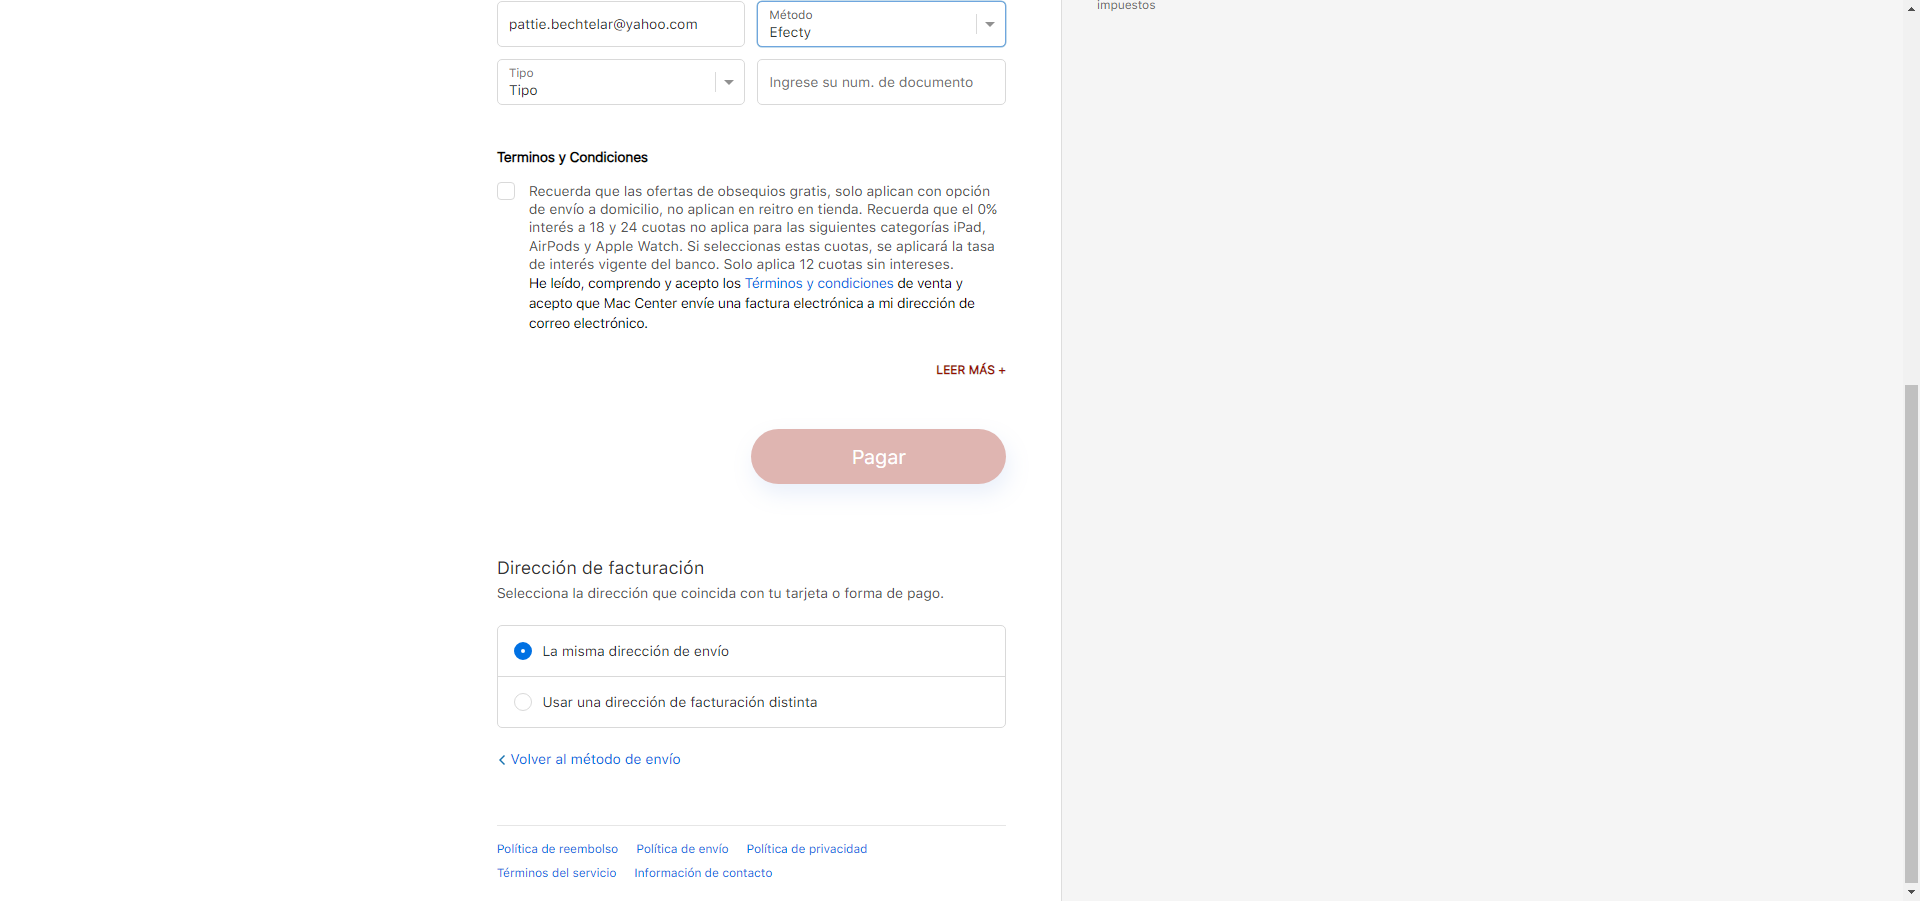 impuestos
pattie.bechtelar@yahoo.com
Método
Efecty
Tipo
Tipo
Ingrese su num. de documento
Terminos y Condiciones
Recuerda que las ofertas de obsequios gratis, solo aplican con opción
de envío a domicilio, no aplican en reitro en tienda. Recuerda que el 0%
interés a 18 y 24 cuotas no aplica para las siguientes categorías iPad,
AirPods y Apple Watch. Si seleccionas estas cuotas, se aplicará la tasa
de interés vigente del banco. Solo aplica 12 cuotas sin intereses.
He leído, comprendo y acepto los Términos y condiciones de venta y
acepto que Mac Center envíe una factura electrónica a mi dirección de
correo electrónico.
LEER MÁS +
Pagar
Dirección de facturación
Selecciona la dirección que coincida con tu tarjeta o forma de pago.
La misma dirección de envío
Usar una dirección de facturación distinta
Volver al método de envío
Política de reembolso Política de envío Política de privacidad
Términos del servicio Información de contacto